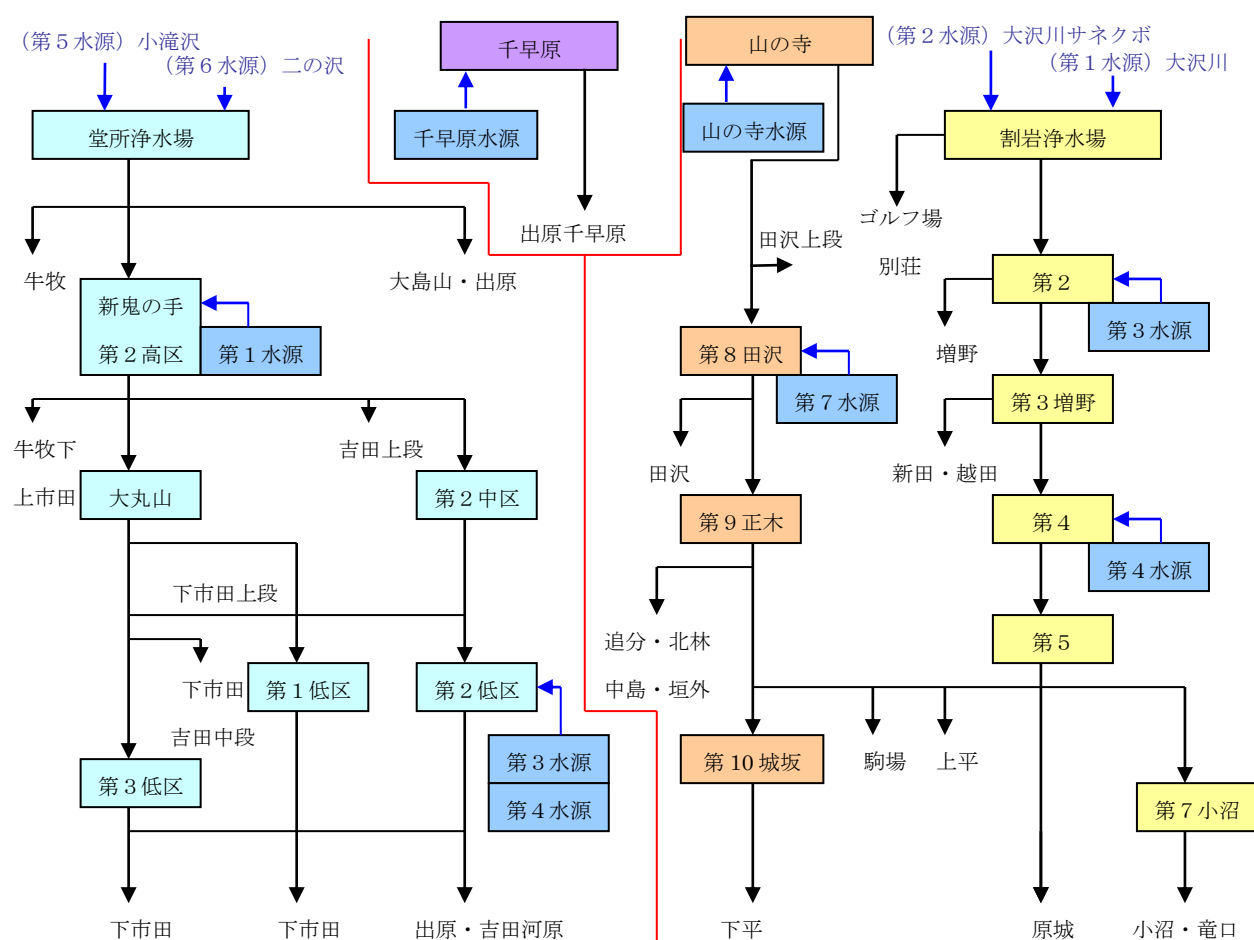 千早原
山の寺
（第５水源）小滝沢
（第２水源）大沢川サネクボ
（第６水源）二の沢
（第１水源）大沢川
堂所浄水場
千早原水源
山の寺水源
割岩浄水場
ゴルフ場
出原千早原
田沢上段
牛牧
大島山・出原
別荘
第２
新鬼の手
第２高区
第１水源
第３水源
第８田沢
増野
第７水源
第３増野
牛牧下
吉田上段
田沢
新田・越田
上市田
大丸山
第２中区
第９正木
第４
第４水源
下市田上段
追分・北林
第５
下市田
第１低区
第２低区
中島・垣外
吉田中段
第３水源
第10城坂
駒場
上平
第３低区
第４水源
第７小沼
下市田
下市田
出原・吉田河原
下平
原城
小沼・竜口